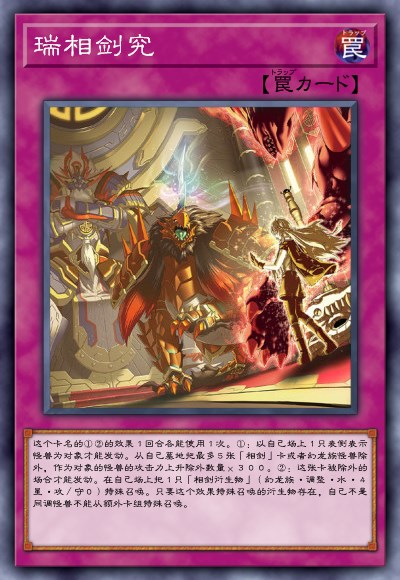 瑞相剑究
トラップ
罠
トラップ
【罠カード】
这个卡名的①②的效果1回合各能使用1次。①：以自己场上1只表侧表示
怪兽为对象才能发动。从自己墓地把最多5张「相剑」卡或者幻龙族怪兽除
外，作为对象的怪兽的攻击力上升除外数量×300。②：这张卡被除外的
场合才能发动。在自己场上把1只「相剑衍生物」（幻龙族·调整·水·4
星·攻／守0）特殊召唤。只要这个效果特殊召唤的衍生物存在，自己不是
同调怪兽不能从额外卡组特殊召唤。